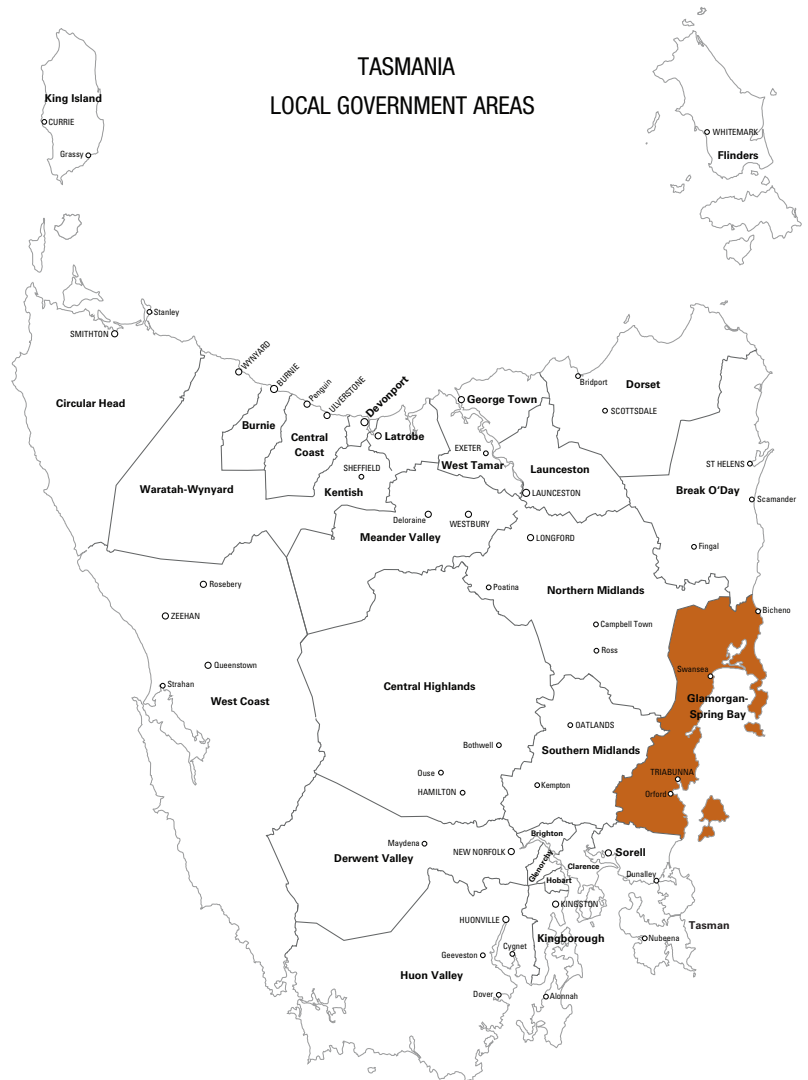 TASMANIA
LOCAL GOVERNMENT AREAS
King Island
CURRIE
Grassy
WHITEMARK
Flinders
Stanley
SMITHTON
WYNYARD
BURNIE
Penguin
ULVERSTONE
Devonport
Circular Head
Burnie
Central
Coast
Latrobe
George Town
Bridport
Dorset
SCOTTSDALE
EXETER
West Tamar
Launceston
LAUNCESTON
SHEFFIELD
Kentish
Waratah-Wynyard
ST HELENS
Break O'Day
Scamander
Fingal
Deloraine
WESTBURY
Meander Valley
LONGFORD
Northern Midlands
Poatina
Campbell Town
Ross
Rosebery
ZEEHAN
Queenstown
Strahan
West Coast
Bicheno
Swansea
Glamorgan-
Spring Bay
Central Highlands
Bothwell
Ouse
HAMILTON
OATLANDS
Southern Midlands
Kempton
TRIABUNNA
Orford
Maydena
Derwent Valley
NEW NORFOLK
Brighton
Glenorchy
Clarence
Hobart
Sorell
Dunalley
KINGSTON
Kingborough
Tasman
Nubeena
HUONVILLE
Cygnet
Geeveston
Huon Valley
Dover
Alonnah